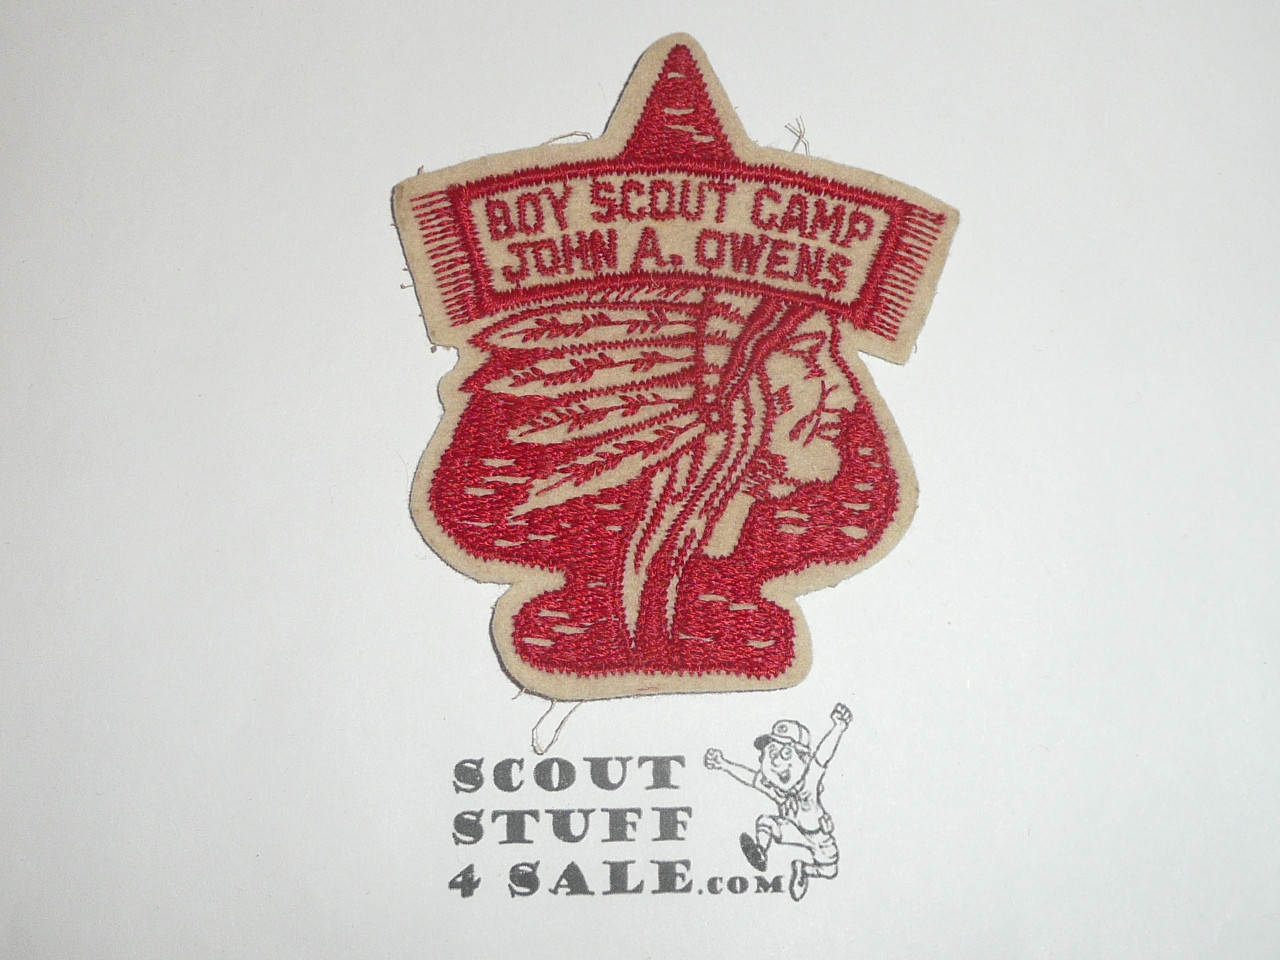 BOY SCOUT CAMP
JOHN A. OWENS
SCOUT
STUFF
4 SALE.COM